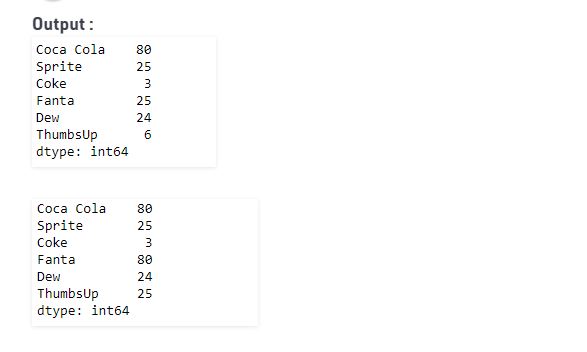 Output :
Coca Cola    80
Sprite       25
Coke          3
Fanta        25
Dew          24
ThumbsUp      6
dtype: int64
Coca Cola    80
Sprite       25
Coke          3
Fanta        80
Dew          24
ThumbsUp     25
dtype: int64